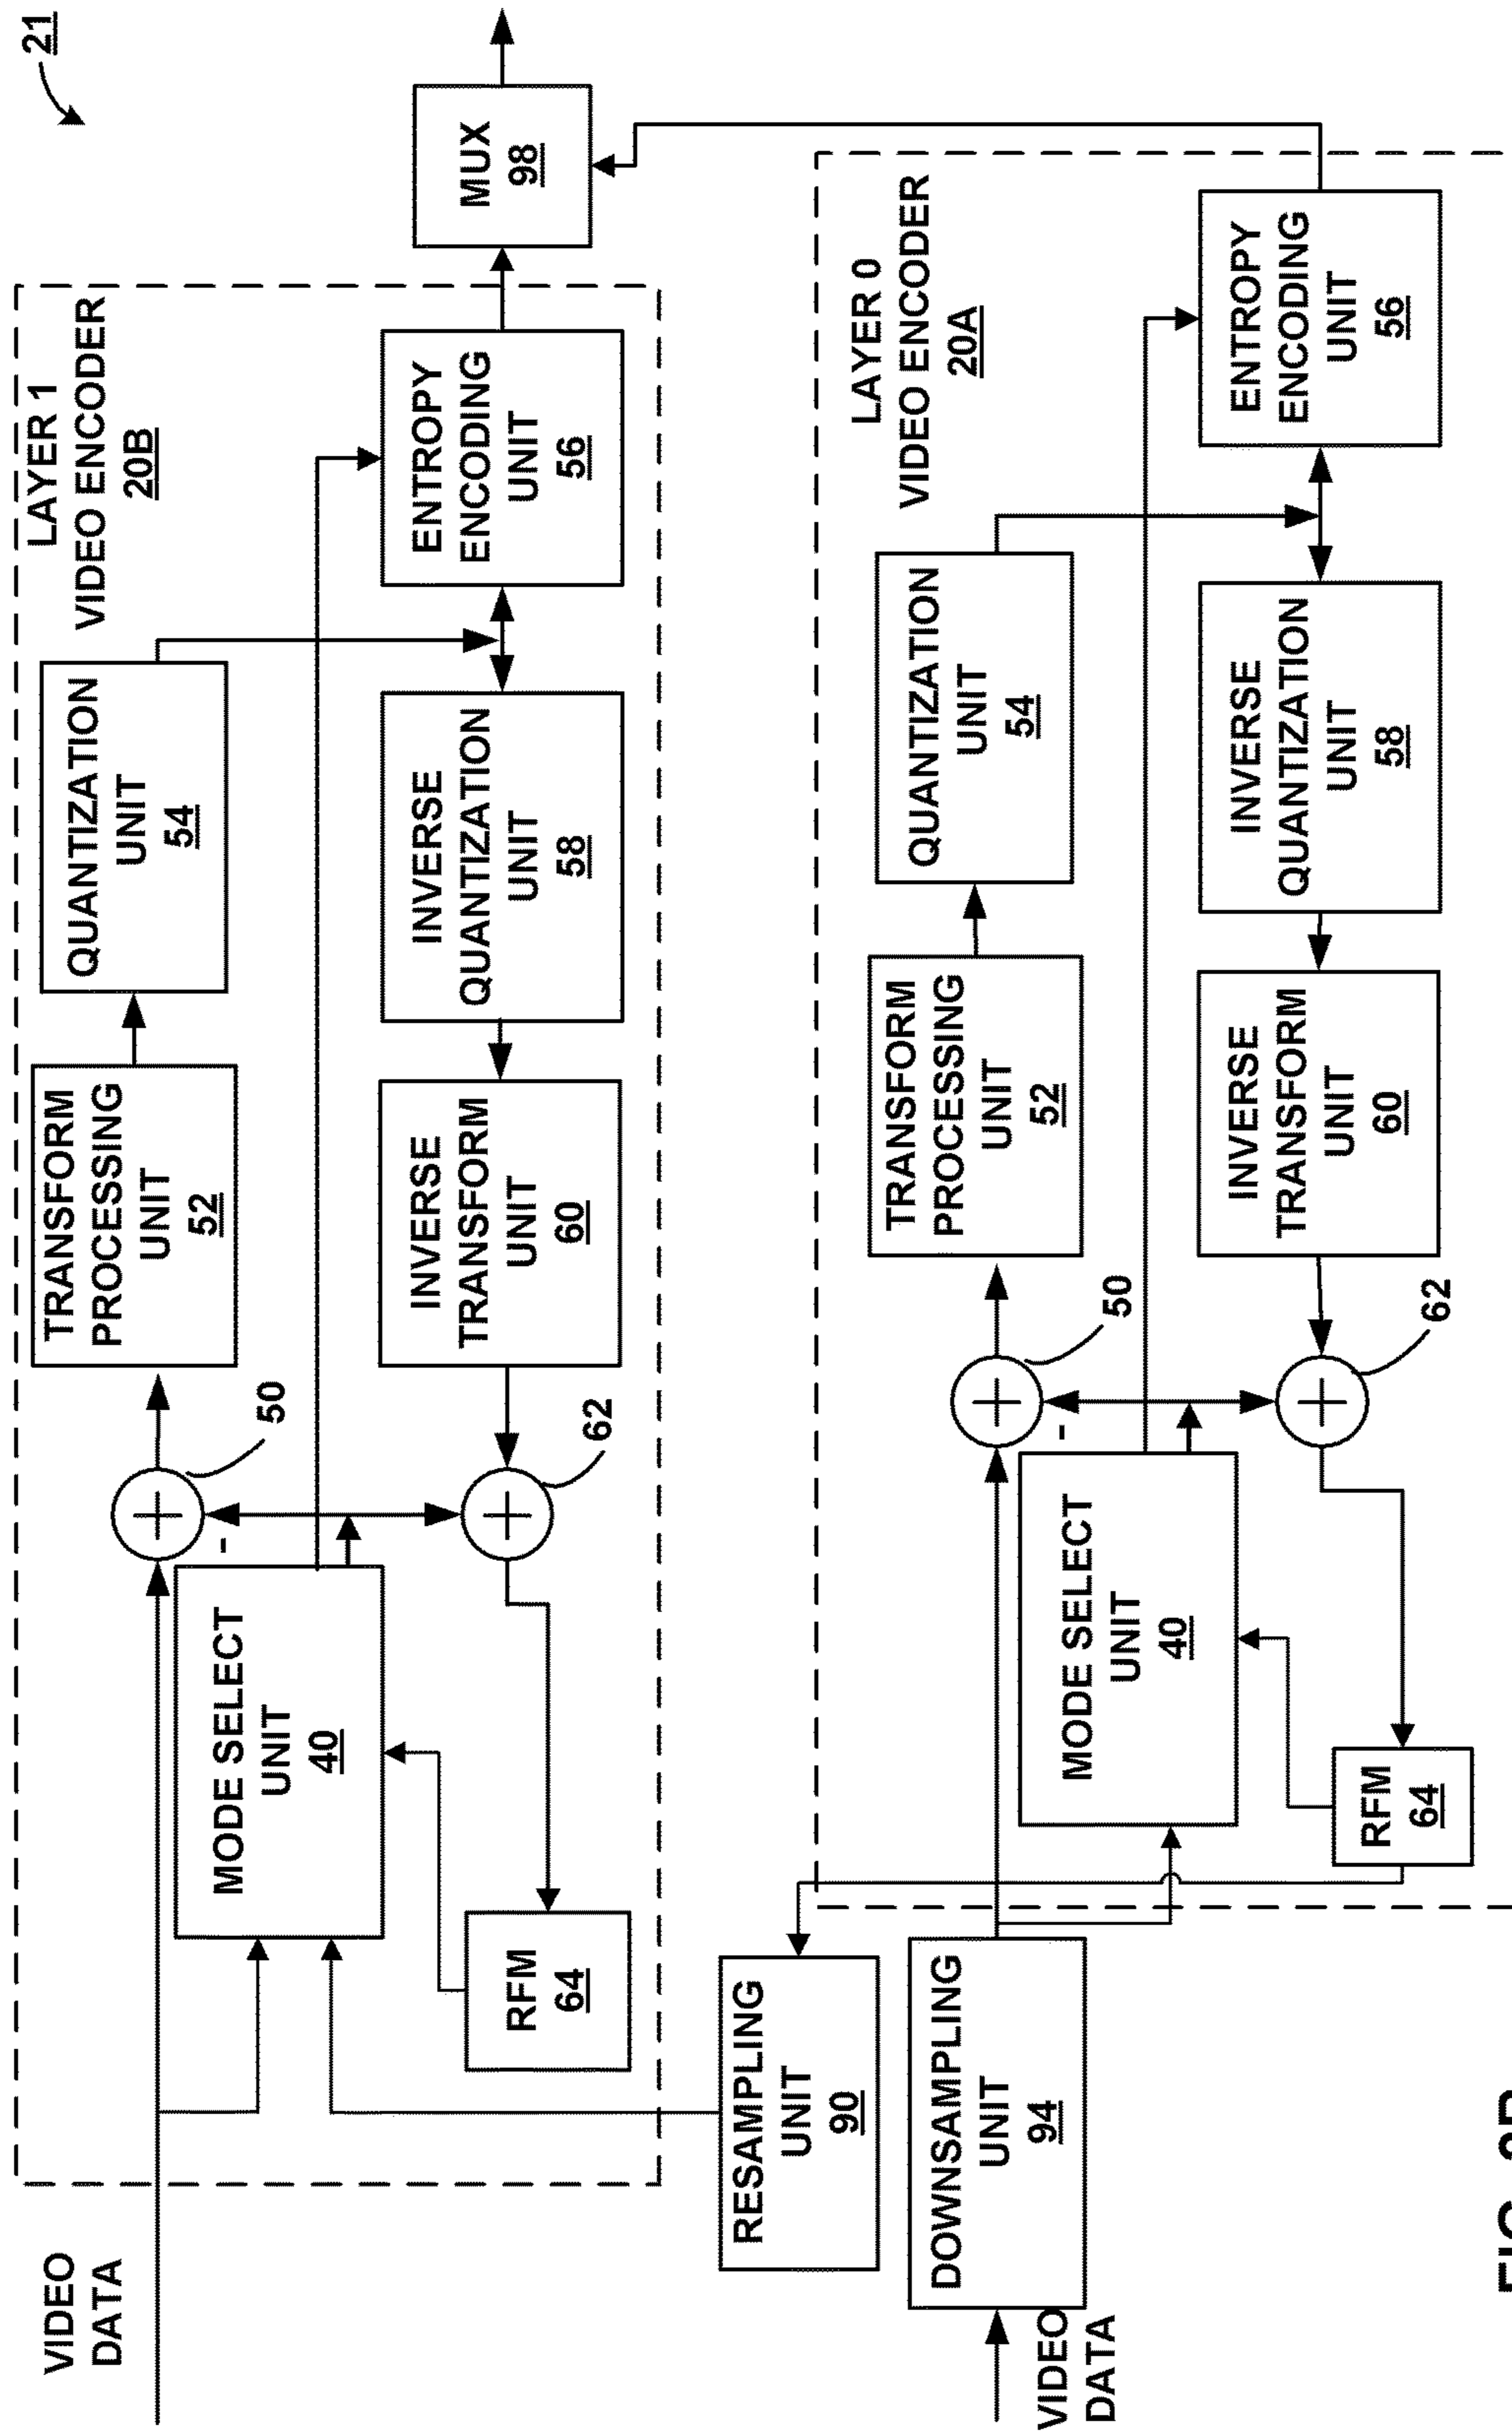 21
LAYER 1
VIDEO ENCODER
20B
VIDEO
DATA
TRANSFORM
PROCESSING
UNIT
52
QUANTIZATION
UNIT
54
50
-
MODE SELECT
UNIT
40
INVERSE
TRANSFORM
UNIT
60
INVERSE
QUANTIZATION
UNIT
58
ENTROPY
ENCODING
UNIT
56
MUX
98
62
RFM
64
RESAMPLING
UNIT
90
LAYER 0
VIDEO ENCODER
20A
DOWNSAMPLING
UNIT
94
VIDEO
DATA
TRANSFORM
PROCESSING
UNIT
52
QUANTIZATION
UNIT
54
50
-
MODE SELECT
UNIT
40
INVERSE
TRANSFORM
UNIT
60
INVERSE
QUANTIZATION
UNIT
58
ENTROPY
ENCODING
UNIT
56
62
RFM
64